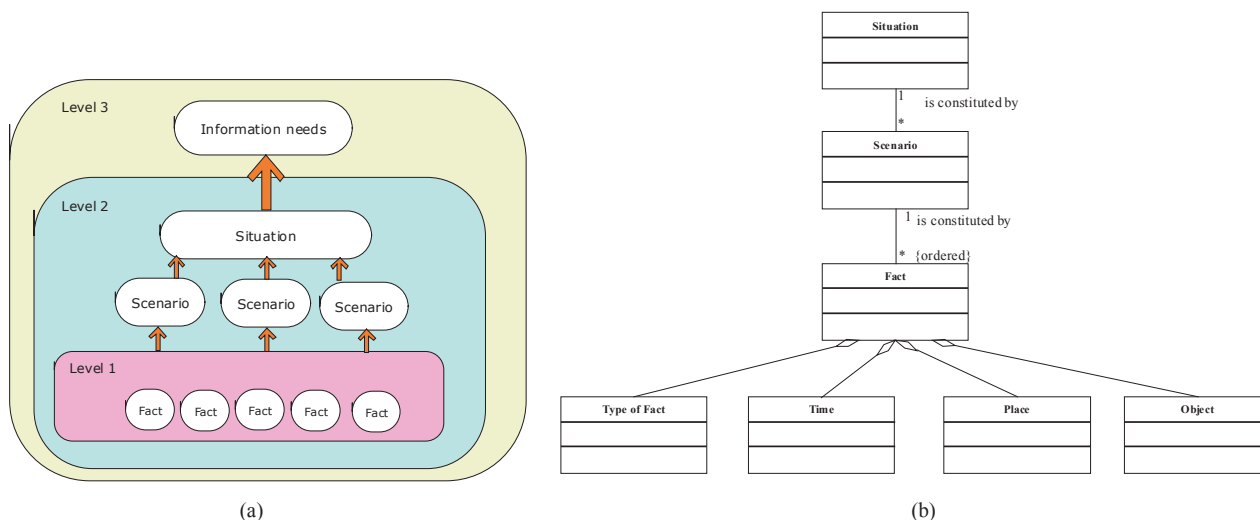 Level 3
Information needs
Level 2
Situation
Scenario
Scenario
Scenario
Level 1
Fact
Fact
Fact
Fact
Fact
(a)
Situation
1
is constituted by
*
Scenario
1
is constituted by
*
{ordered}
Fact
Type of Fact
Time
Place
Object
(b)